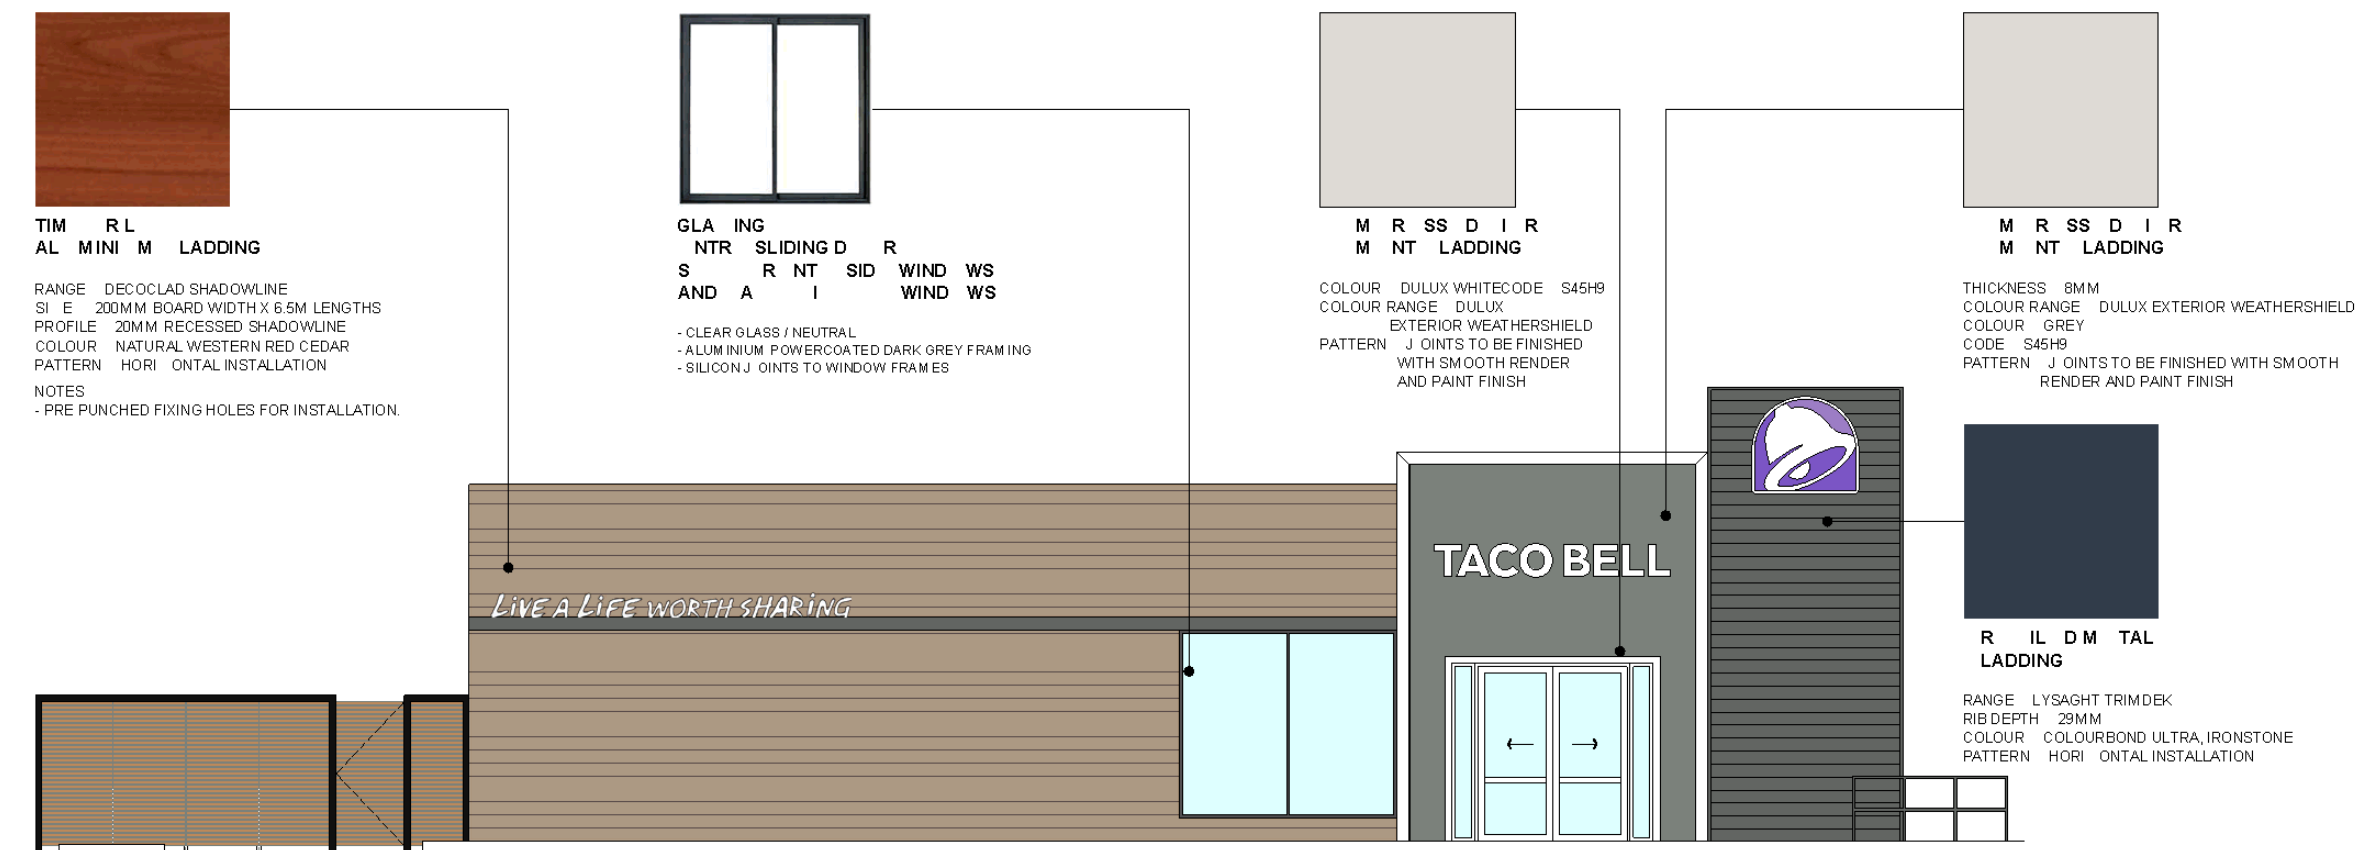 TIM R L
AL MINI M LADDING
RANGE DECOCLAD SHADOWLINE
SI E 200MM BOARD WIDTH X 6.5M LENGTHS
PROFILE 20MM RECESSED SHADOWLINE
COLOUR NATURAL WESTERN RED CEDAR
PATTERN HORI ONTAL INSTALLATION
NOTES
- PRE PUNCHED FIXING HOLES FOR INSTALLATION.
GLA ING
NTR SLIDING D R
S R NT SID WIND WS
AND A I WIND WS
- CLEAR GLASS / NEUTRAL
- ALUMINIUM POWERCOATED DARK GREY FRAMING
- SILICON J OINTS TO WINDOW FRAMES
M R SS D I R
M NT LADDING
COLOUR DULUX WHITECODE S45H9
COLOUR RANGE DULUX
EXTERIOR WEATHERSHIELD
PATTERN J OINTS TO BE FINISHED
WITH SMOOTH RENDER
AND PAINT FINISH
M R SS D I R
M NT LADDING
THICKNESS 8MM
COLOUR RANGE DULUX EXTERIOR WEATHERSHIELD
COLOUR GREY
CODE S45H9
PATTERN J OINTS TO BE FINISHED WITH SMOOTH
RENDER AND PAINT FINISH
R IL D M TAL
LADDING
RANGE LYSAGHT TRIMDEK
RIB DEPTH 29MM
COLOUR COLOURBOND ULTRA, IRONSTONE
PATTERN HORI ONTAL INSTALLATION
TACO BELL
LIVE A LIFE WORTH SHARING